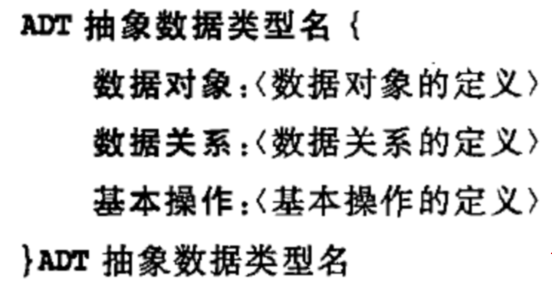 ADT 抽象数据类型名 {
数据对象:〈数据对象的定义〉
数据关系:〈数据关系的定义〉
基本操作:〈基本操作的定义〉
}ADT 抽象数据类型名